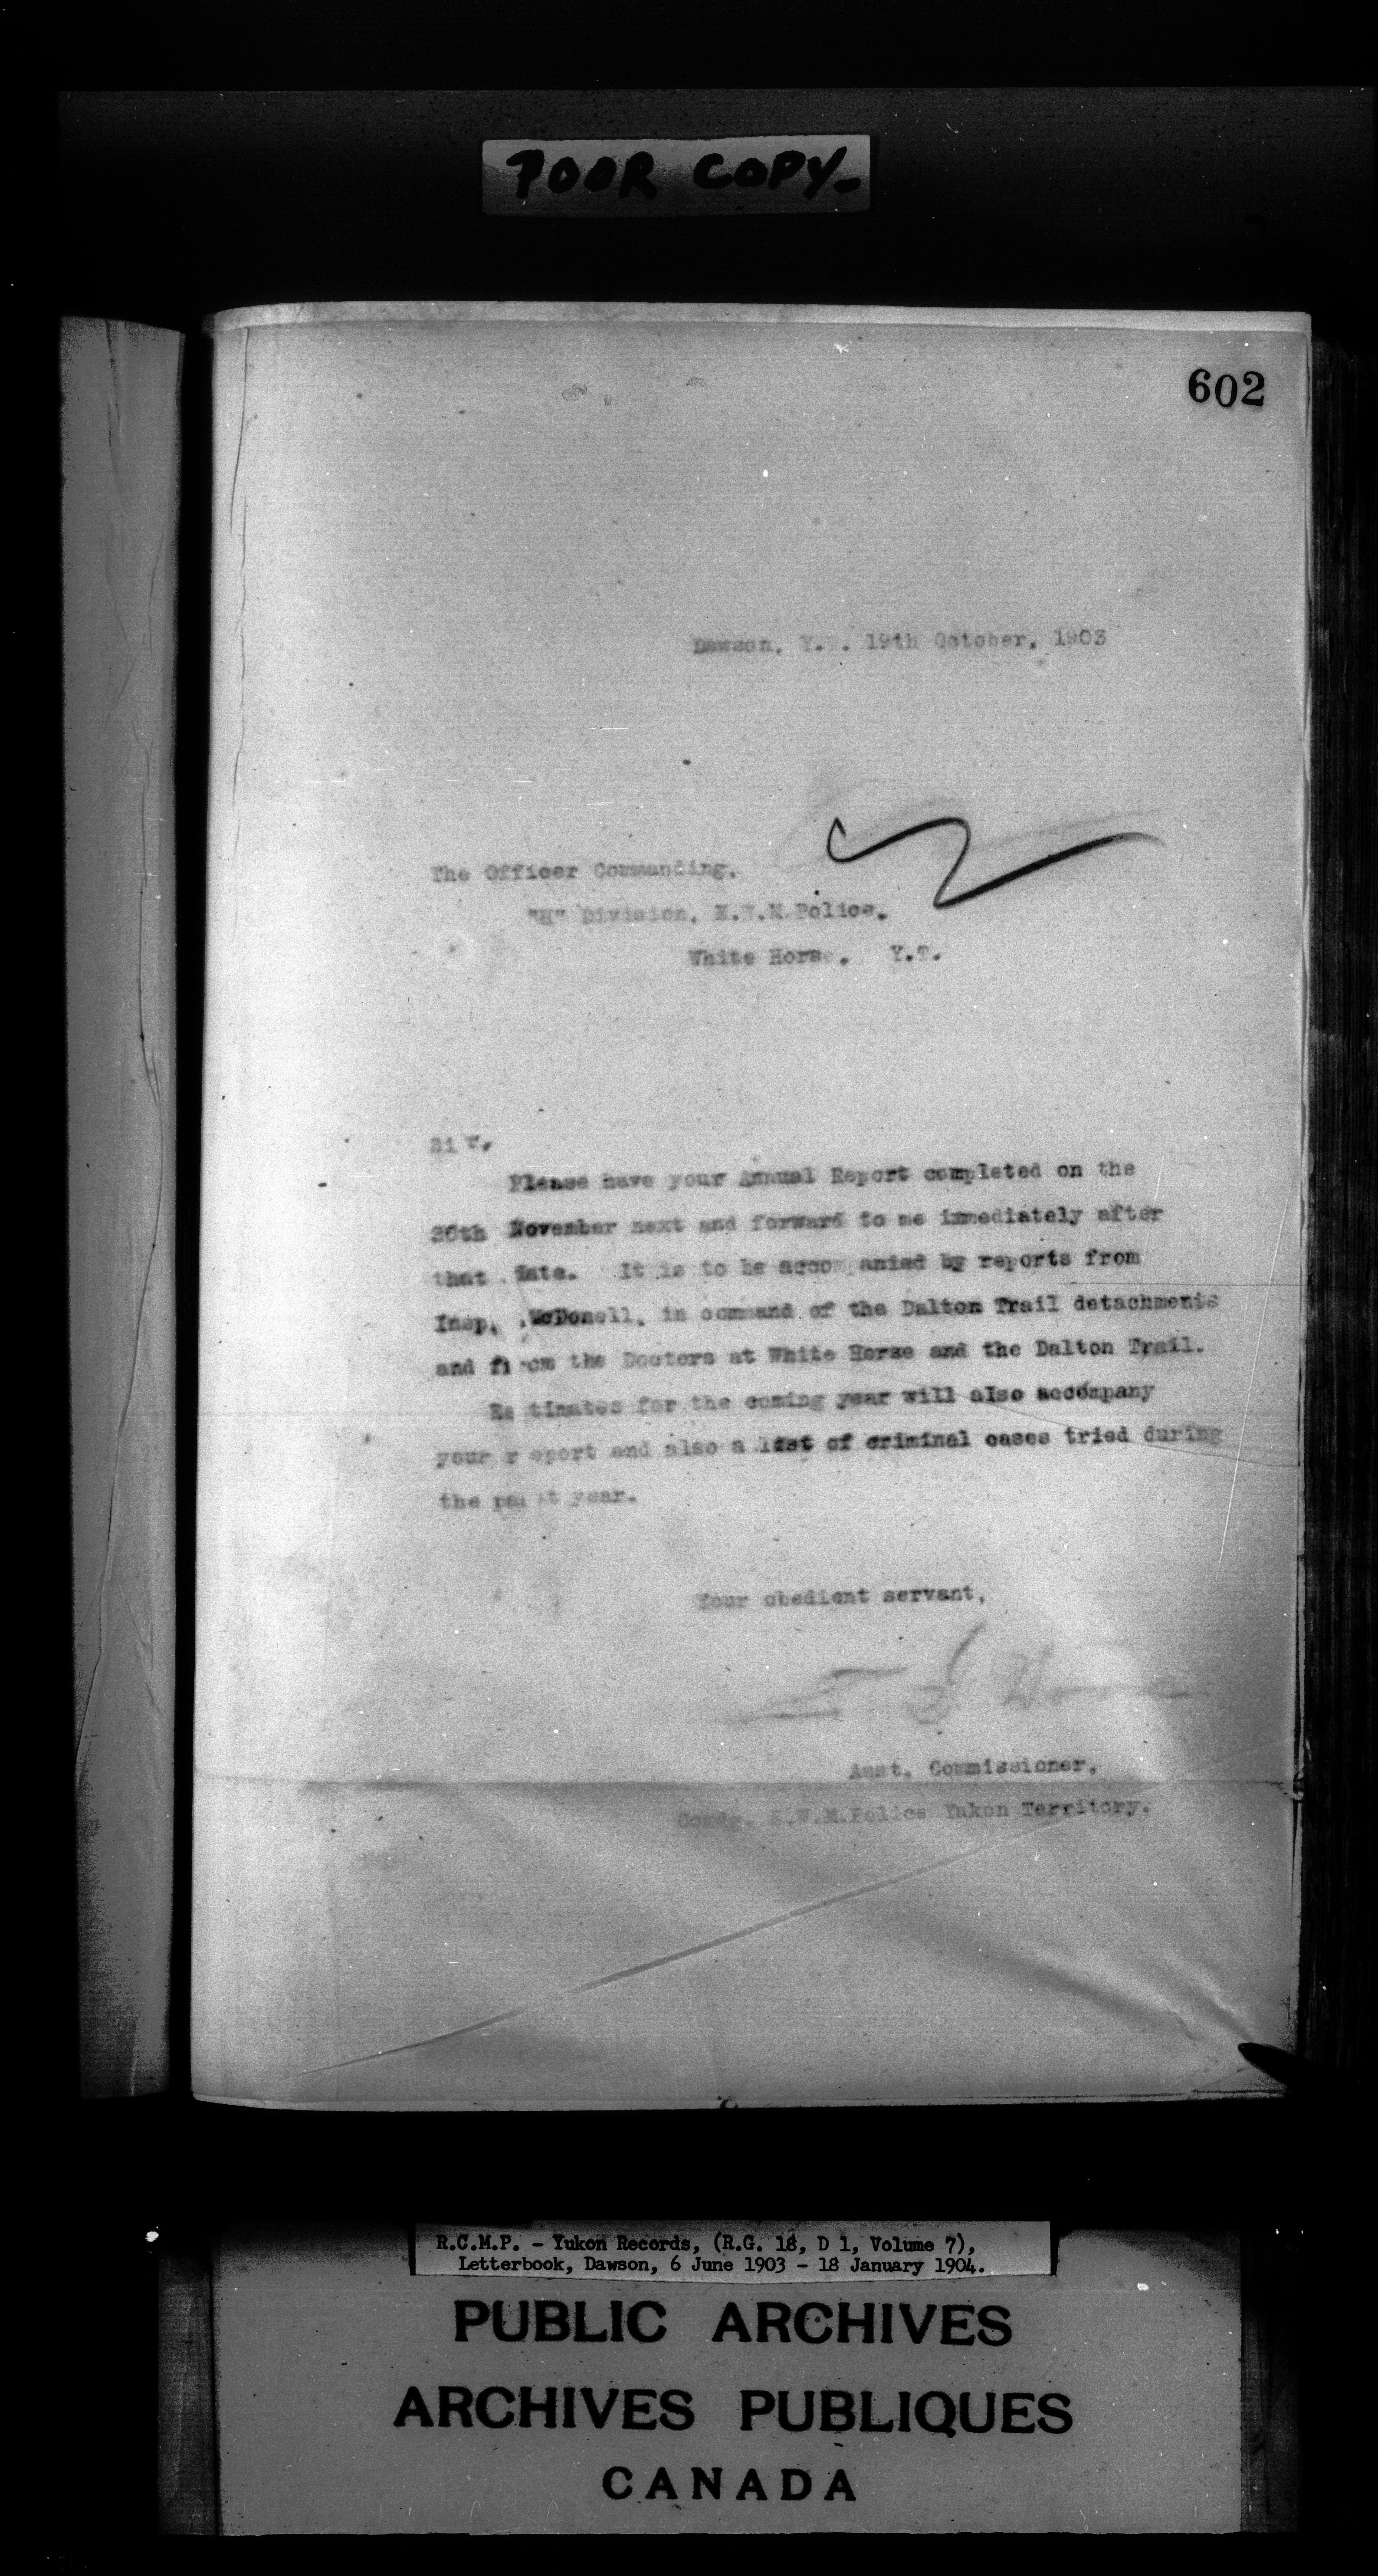 POOR COPY-
602
Dawson, Y.T. 19th October, 1903
The Officer Commanding,
"H" Division, N.W.M.Police,
White Horse, Y.T.
Sir,
Please have your Annual Report completed on the
November next and forward to me immediately after
that date. It is to be accompanied by reports from
Insp. McDonell, in command of the Dalton Trail detachments
and from the Doctors at White Horse and the Dalton Trail.
Estimates for the coming year will also accompany
your report and also a list of criminal cases tried during
the past year.
Your obedient servant,
Asst. Commissioner,
Comdg. N.W.M.Police Yukon Territory.
R.C.M.P. - Yukon Records, (R.G. 18, D 1, Volume 7),
Letterbook, Dawson, 6 June 1903 - 18 January 1904.
PUBLIC ARCHIVES
ARCHIVES PUBLIQUES
CANADA